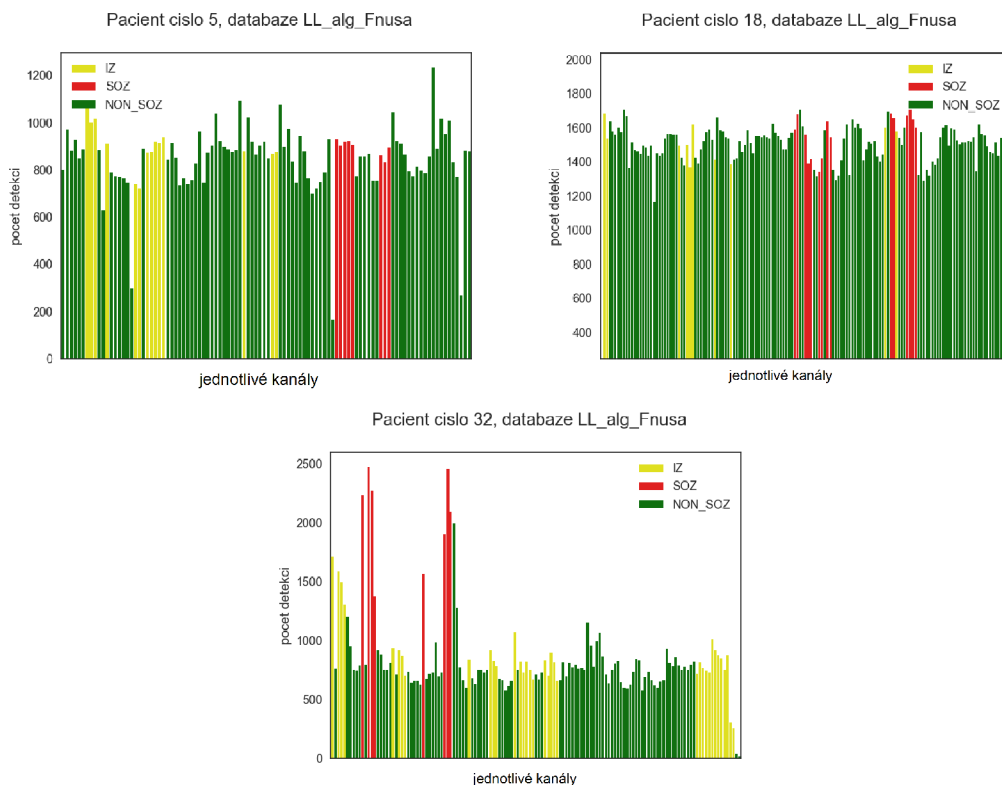 Pacient cislo 5, databaze LL_alg_Fnusa
pocet detekci
1200
1000
800
600
400
200
0
IZ
SOZ
NON_SOZ
jednotlivé kanály
Pacient cislo 18, databaze LL_alg_Fnusa
pocet detekci
2000
1800
1600
1400
1200
1000
800
600
400
IZ
SOZ
NON_SOZ
jednotlivé kanály
Pacient cislo 32, databaze LL_alg_Fnusa
pocet detekci
2500
2000
1500
1000
500
0
IZ
SOZ
NON_SOZ
jednotlivé kanály